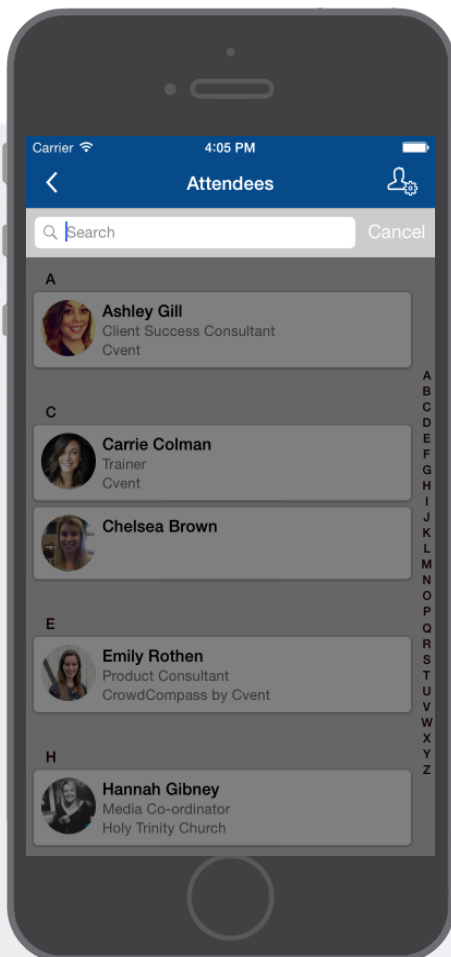 Carrier 4:05 PM
Attendees
Search Cancel
A
Ashley Gill
Client Success Consultant
Cvent
C
Carrie Colman
Trainer
Cvent
Chelsea Brown
E
Emily Rothen
Product Consultant
CrowdCompass by Cvent
H
Hannah Gibney
Media Co-ordinator
Holy Trinity Church
A
B
C
D
E
F
G
H
I
J
K
L
M
N
O
P
Q
R
S
T
U
V
W
X
Y
Z